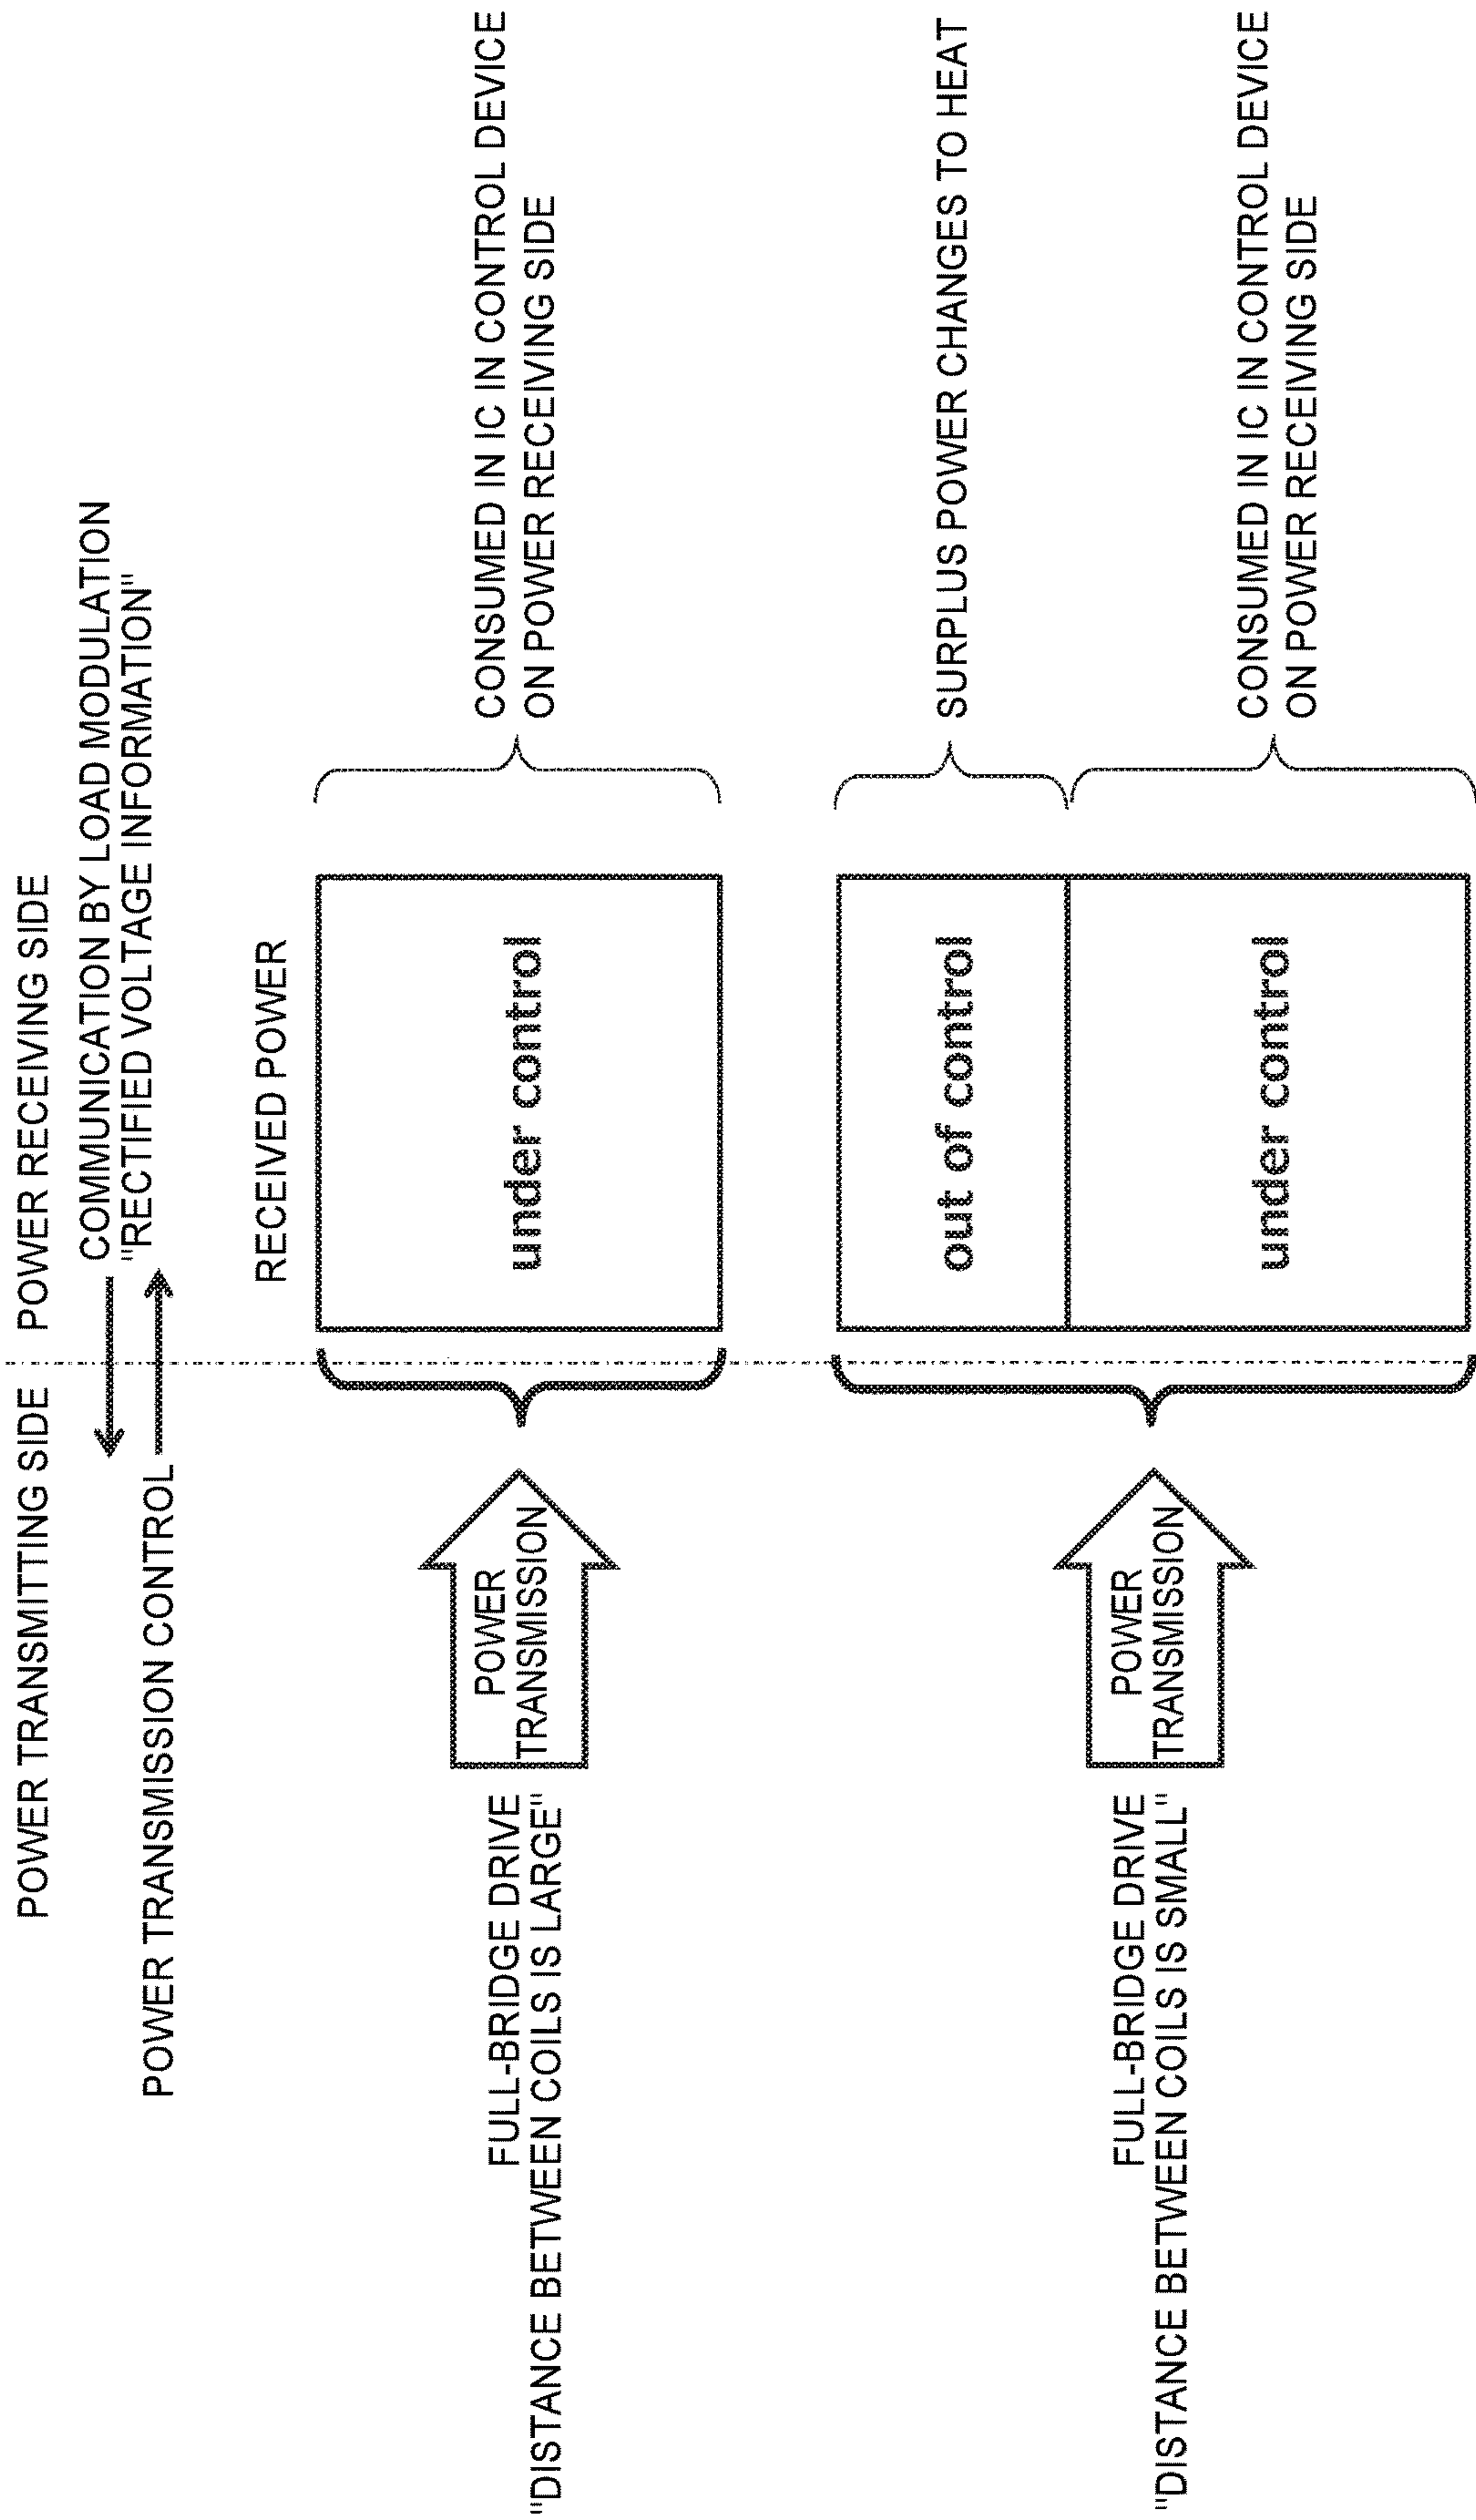 POWER TRANSMITTING SIDE
POWER RECEIVING SIDE
COMMUNICATION BY LOAD MODULATION
"RECTIFIED VOLTAGE INFORMATION"
POWER TRANSMISSION CONTROL
RECEIVED POWER
FULL-BRIDGE DRIVE
"DISTANCE BETWEEN COILS IS LARGE"
POWER
TRANSMISSION
under control
CONSUMED IN IC IN CONTROL DEVICE
ON POWER RECEIVING SIDE
FULL-BRIDGE DRIVE
"DISTANCE BETWEEN COILS IS SMALL"
POWER
TRANSMISSION
out of control
SURPLUS POWER CHANGES TO HEAT
under control
CONSUMED IN IC IN CONTROL DEVICE
ON POWER RECEIVING SIDE